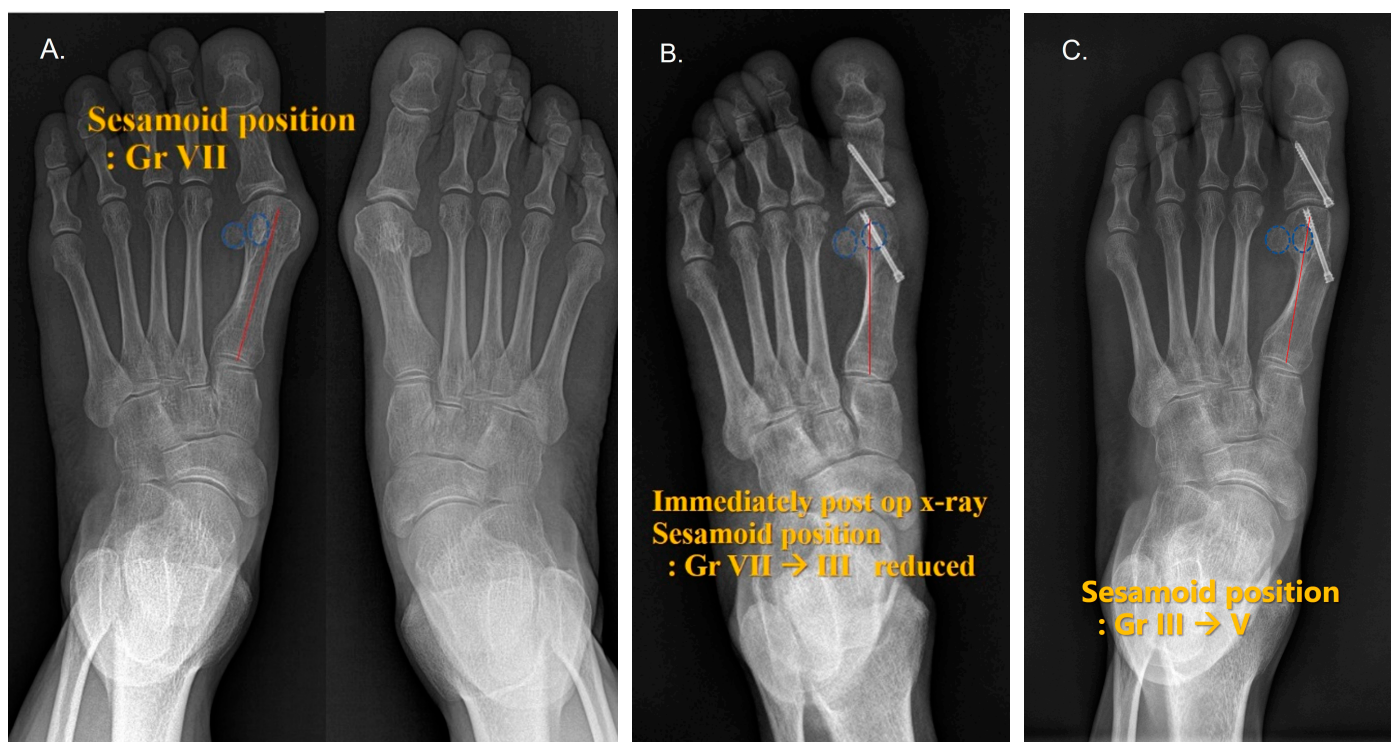 A.
Sesamoid position
: Gr VII
B.
Immediately post op x-ray
Sesamoid position
: Gr VII → III reduced
C.
Sesamoid position
: Gr III → V